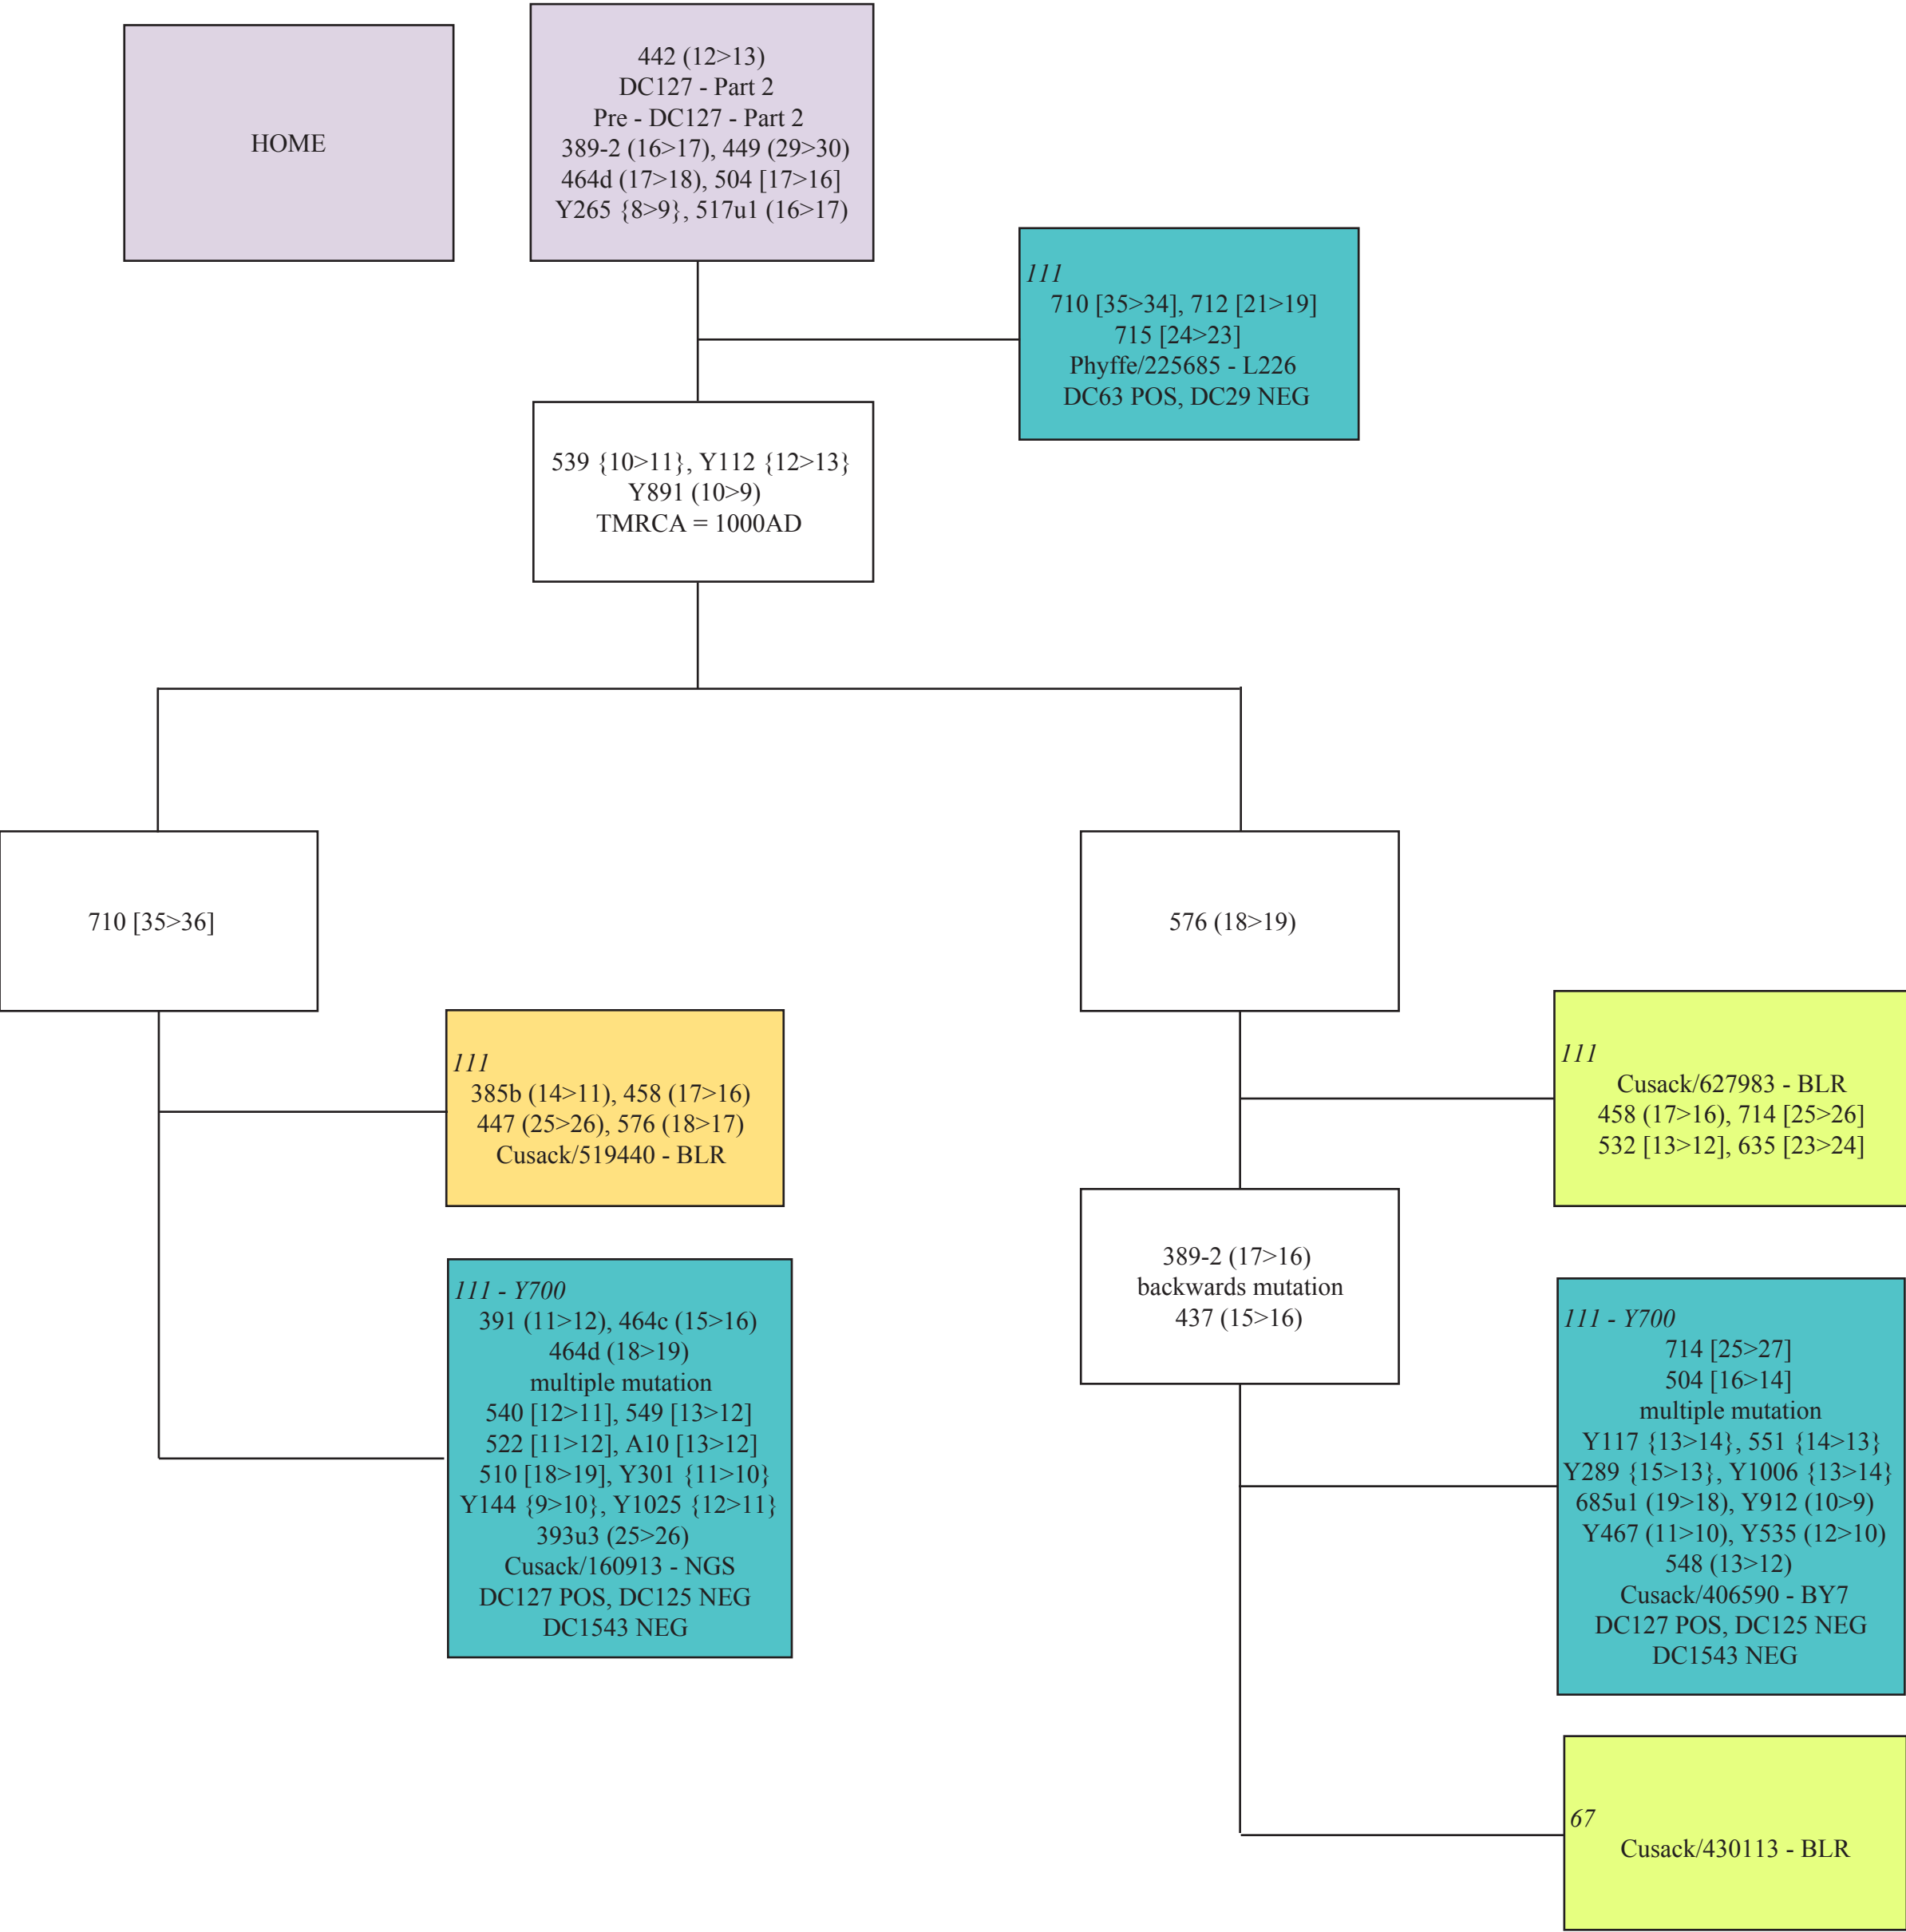 HOME
442 (12>13)
DC127 - Part 2
Pre - DC127 - Part 2
389-2 (16>17), 449 (29>30)
464d (17>18), 504 [17>16]
Y265 {8>9}, 517u1 (16>17)
111
710 [35>34], 712 [21>19]
715 [24>23]
Phyffe/225685 - L226
DC63 POS, DC29 NEG
539 {10>11}, Y112 {12>13}
Y891 (10>9)
TMRCA = 1000AD
710 [35>36]
576 (18>19)
111
385b (14>11), 458 (17>16)
447 (25>26), 576 (18>17)
Cusack/519440 - BLR
111
Cusack/627983 - BLR
458 (17>16), 714 [25>26]
532 [13>12], 635 [23>24]
389-2 (17>16)
backwards mutation
437 (15>16)
111 - Y700
391 (11>12), 464c (15>16)
464d (18>19)
multiple mutation
540 [12>11], 549 [13>12]
522 [11>12], A10 [13>12]
510 [18>19], Y301 {11>10}
Y144 {9>10}, Y1025 {12>11}
393u3 (25>26)
Cusack/160913 - NGS
DC127 POS, DC125 NEG
DC1543 NEG
111 - Y700
714 [25>27]
504 [16>14]
multiple mutation
Y117 {13>14}, 551 {14>13}
Y289 {15>13}, Y1006 {13>14}
685u1 (19>18), Y912 (10>9)
Y467 (11>10), Y535 (12>10)
548 (13>12)
Cusack/406590 - BY7
DC127 POS, DC125 NEG
DC1543 NEG
67
Cusack/430113 - BLR